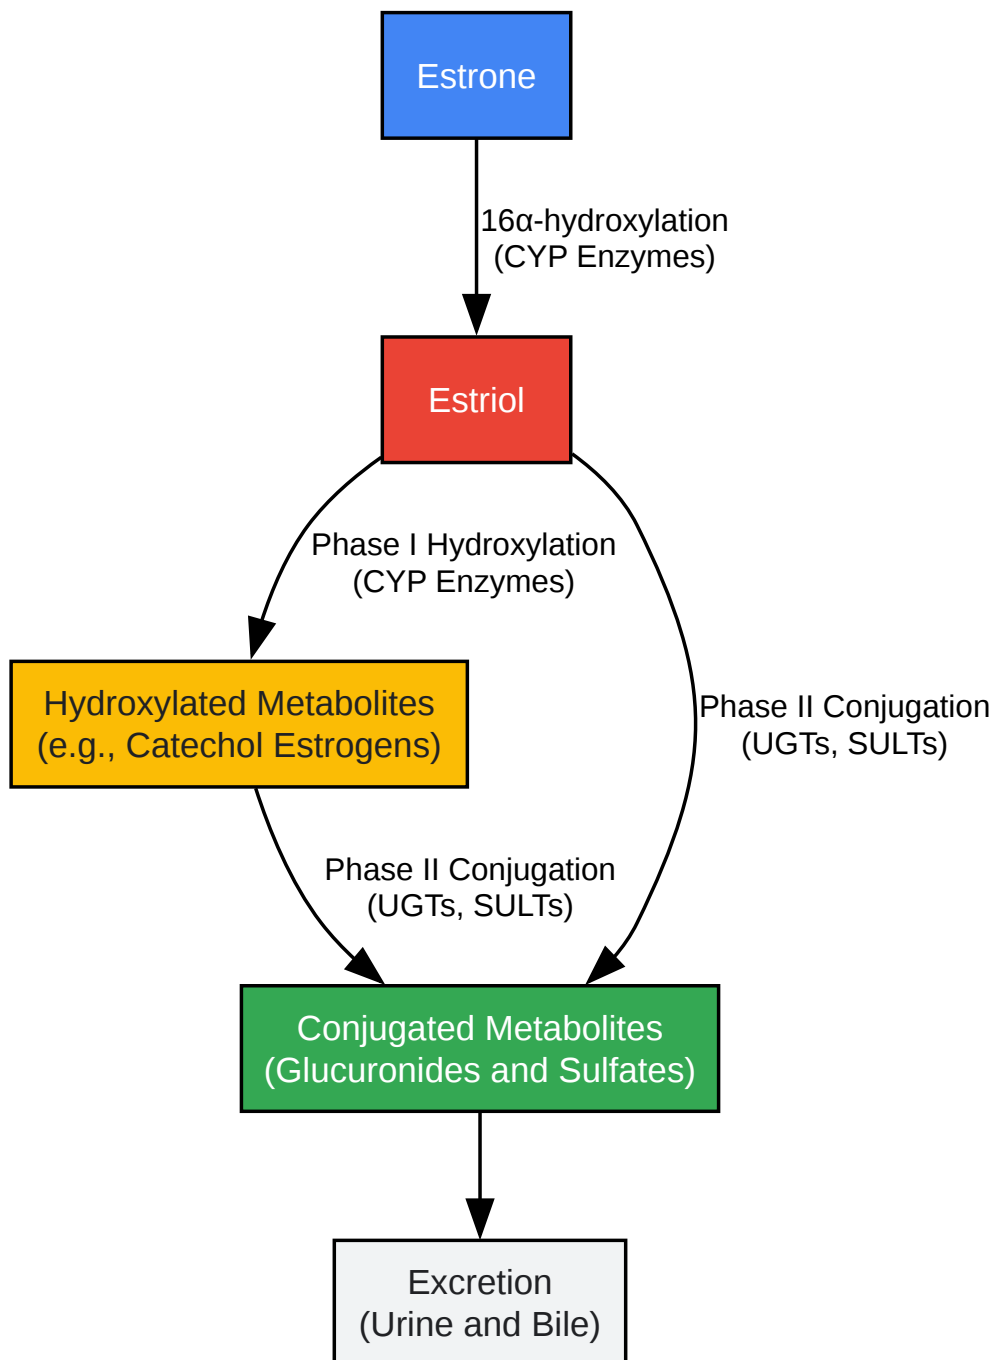 Estrone
16α-hydroxylation
(CYP Enzymes)
Estriol
Phase I Hydroxylation
(CYP Enzymes)
Hydroxylated Metabolites
(e.g., Catechol Estrogens)
Phase II Conjugation
(UGTs, SULTs)
Phase II Conjugation
(UGTs, SULTs)
Conjugated Metabolites
(Glucuronides and Sulfates)
Excretion
(Urine and Bile)